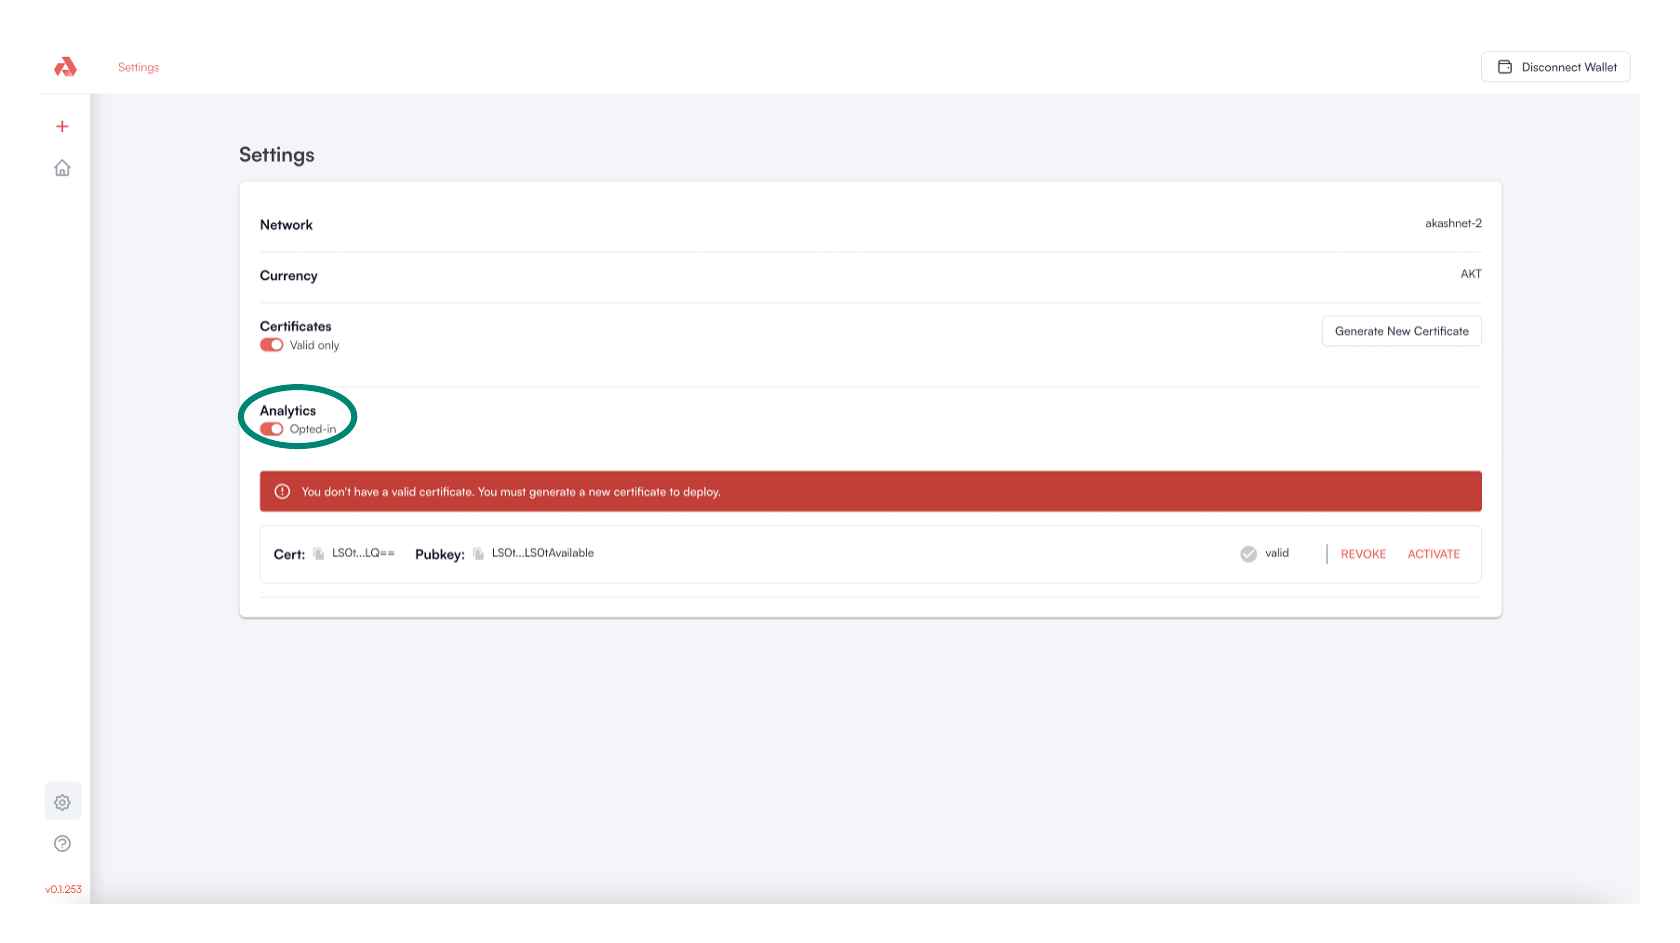 Settings
Disconnect Wallet
Settings
Network
akashnet-2
Currency
AKT
Certificates
Valid only
Generate New Certificate
Analytics
Opted-in
You don't have a valid certificate. You must generate a new certificate to deploy.
Cert: LS0t...LQ== Pubkey: LS0t...LS0tAvailable valid REVOKE ACTIVATE
v0.1.253